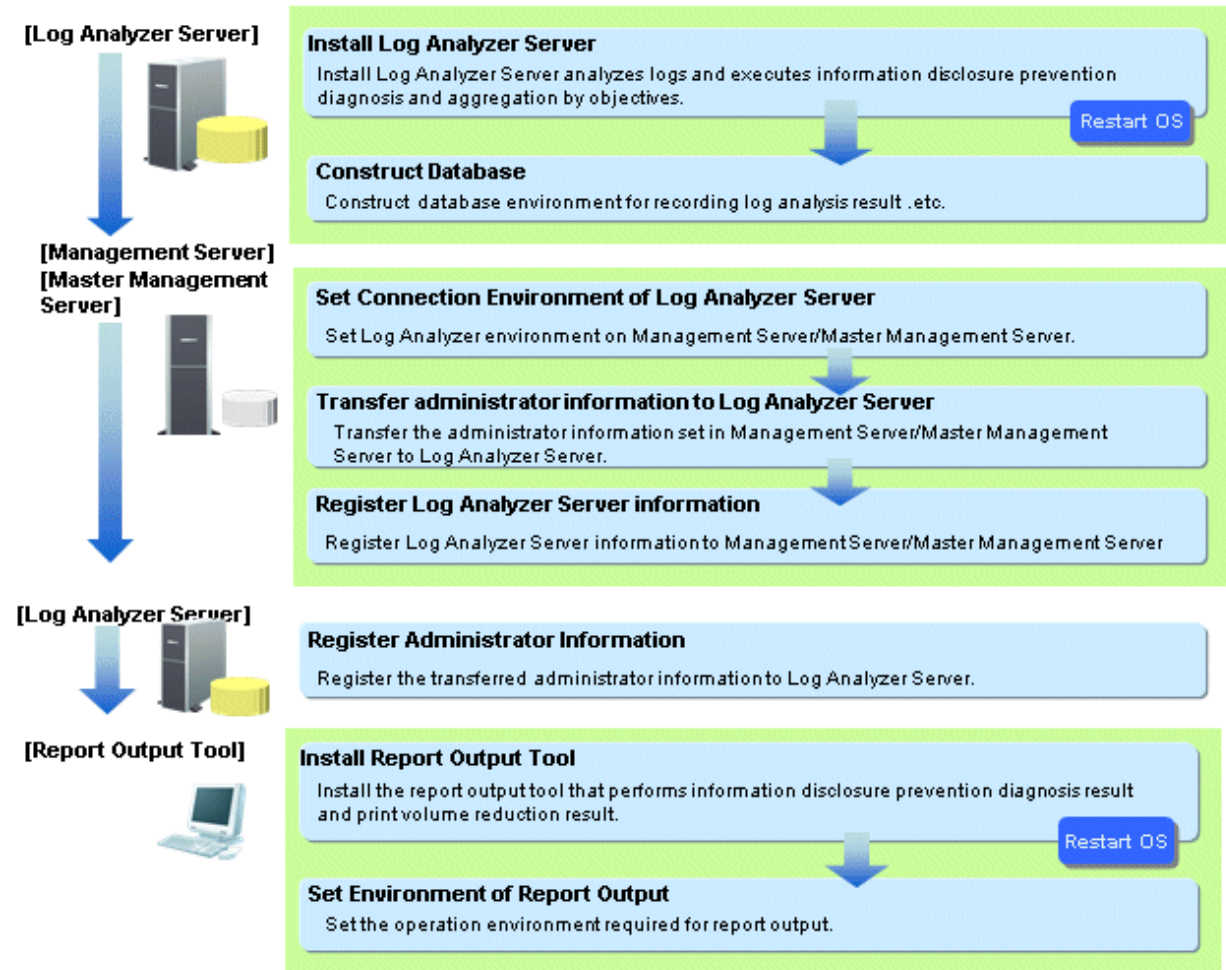 [Log Analyzer Server]
Install Log Analyzer Server
Install Log Analyzer Server analyzes logs and executes information disclosure prevention
diagnosis and aggregation by objectives.
Restart OS
Construct Database
Construct database environment for recording log analysis result .etc.
[Management Server]
[Master Management
Server]
Set Connection Environment of Log Analyzer Server
Set Log Analyzer environment on Management Server/Master Management Server.
Transfer administrator information to Log Analyzer Server
Transfer the administrator information set in Management Server/Master Management
Server to Log Analyzer Server.
Register Log Analyzer Server information
Register Log Analyzer Server information to Management Server/Master Management Server
[Log Analyzer Server]
Register Administrator Information
Register the transferred administrator information to Log Analyzer Server.
[Report Output Tool]
Install Report Output Tool
Install the report output tool that performs information disclosure prevention diagnosis result
and print volume reduction result.
Restart OS
Set Environment of Report Output
Set the operation environment required for report output.